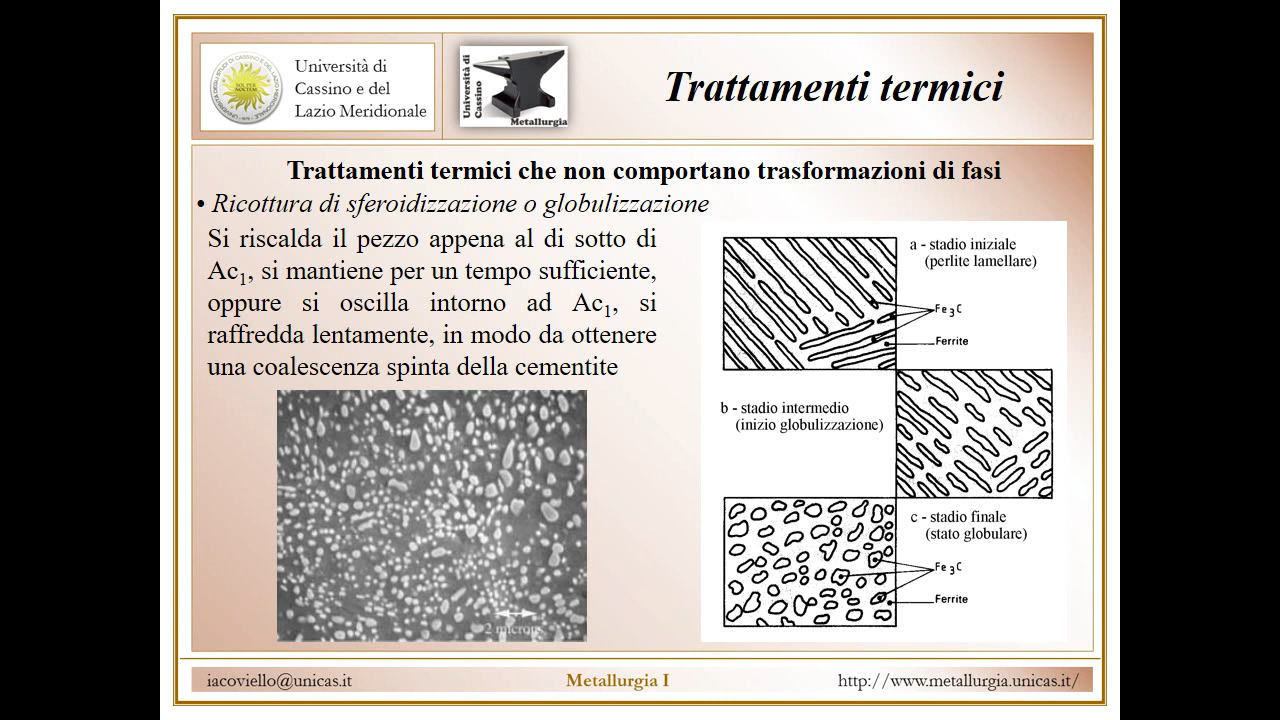 Università di
Cassino e del
Lazio Meridionale
Università di
Cassino
Metallurgia
Trattamenti termici
Trattamenti termici che non comportano trasformazioni di fasi
• Ricottura di sferoidizzazione o globulizzazione
Si riscalda il pezzo appena al di sotto di
Ac1, si mantiene per un tempo sufficiente,
oppure si oscilla intorno ad Ac1, si
raffredda lentamente, in modo da ottenere
una coalescenza spinta della cementite
a - stadio iniziale
(perlite lamellare)
Fe3C
Ferrite
b - stadio intermedio
(inizio globulizzazione)
c - stadio finale
(stato globulare)
Fe3C
Ferrite
2 microns
iacoviello@unicas.it
Metallurgia I
http://www.metallurgia.unicas.it/